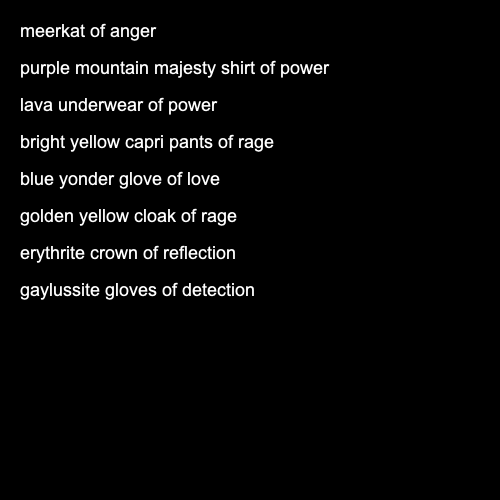 meerkat of anger
purple mountain majesty shirt of power
lava underwear of power
bright yellow capri pants of rage
blue yonder glove of love
golden yellow cloak of rage
erythrite crown of reflection
gaylussite gloves of detection